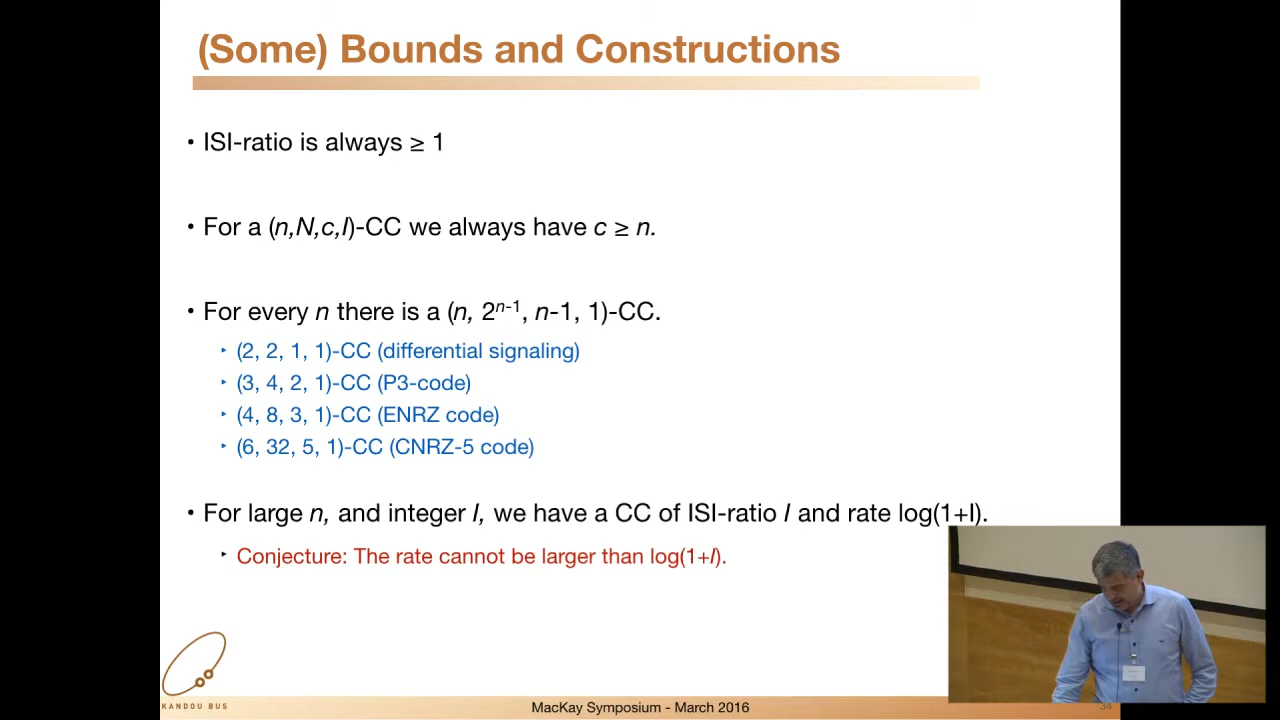 (Some) Bounds and Constructions
• ISI-ratio is always ≥ 1
• For a (n,N,c,I)-CC we always have c ≥ n.
• For every n there is a (n, 2ⁿ⁻¹, n-1, 1)-CC.
‣ (2, 2, 1, 1)-CC (differential signaling)
‣ (3, 4, 2, 1)-CC (P3-code)
‣ (4, 8, 3, 1)-CC (ENRZ code)
‣ (6, 32, 5, 1)-CC (CNRZ-5 code)
• For large n, and integer I, we have a CC of ISI-ratio I and rate log(1+I).
‣ Conjecture: The rate cannot be larger than log(1+I).
KANDOU BUS
MacKay Symposium - March 2016
34